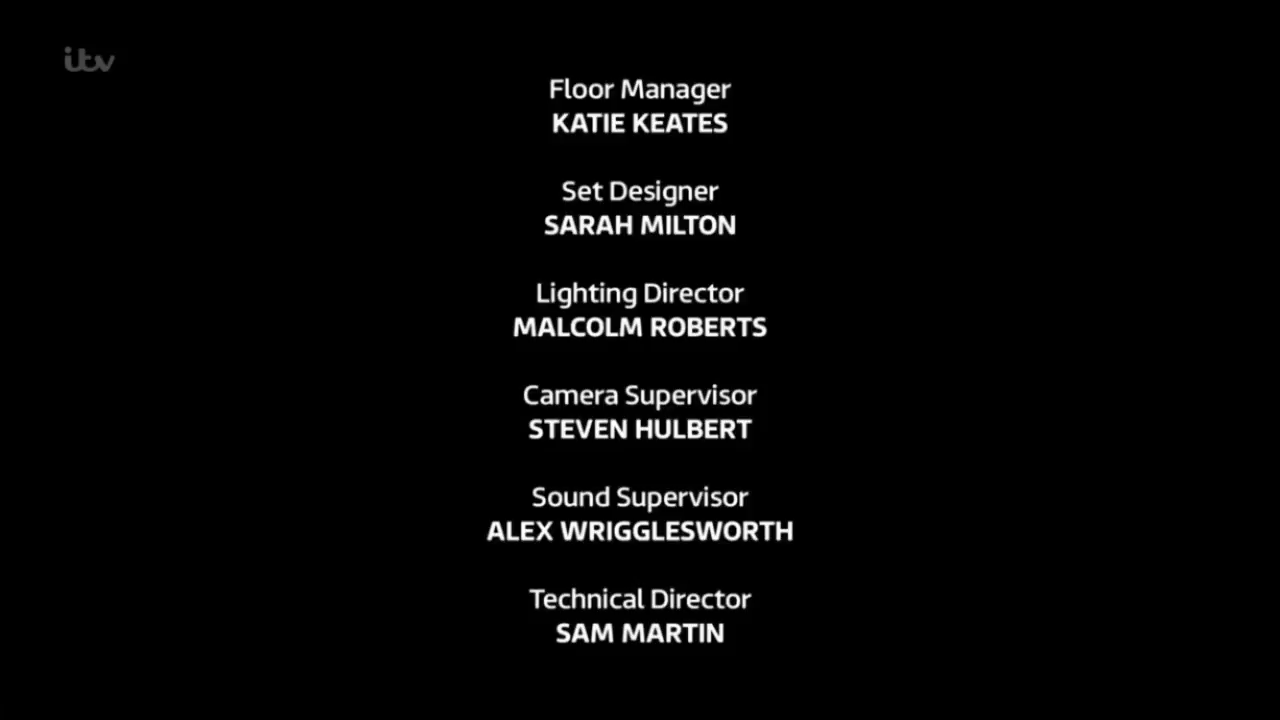 itv
Floor Manager
KATIE KEATES
Set Designer
SARAH MILTON
Lighting Director
MALCOLM ROBERTS
Camera Supervisor
STEVEN HULBERT
Sound Supervisor
ALEX WRIGGLESWORTH
Technical Director
SAM MARTIN